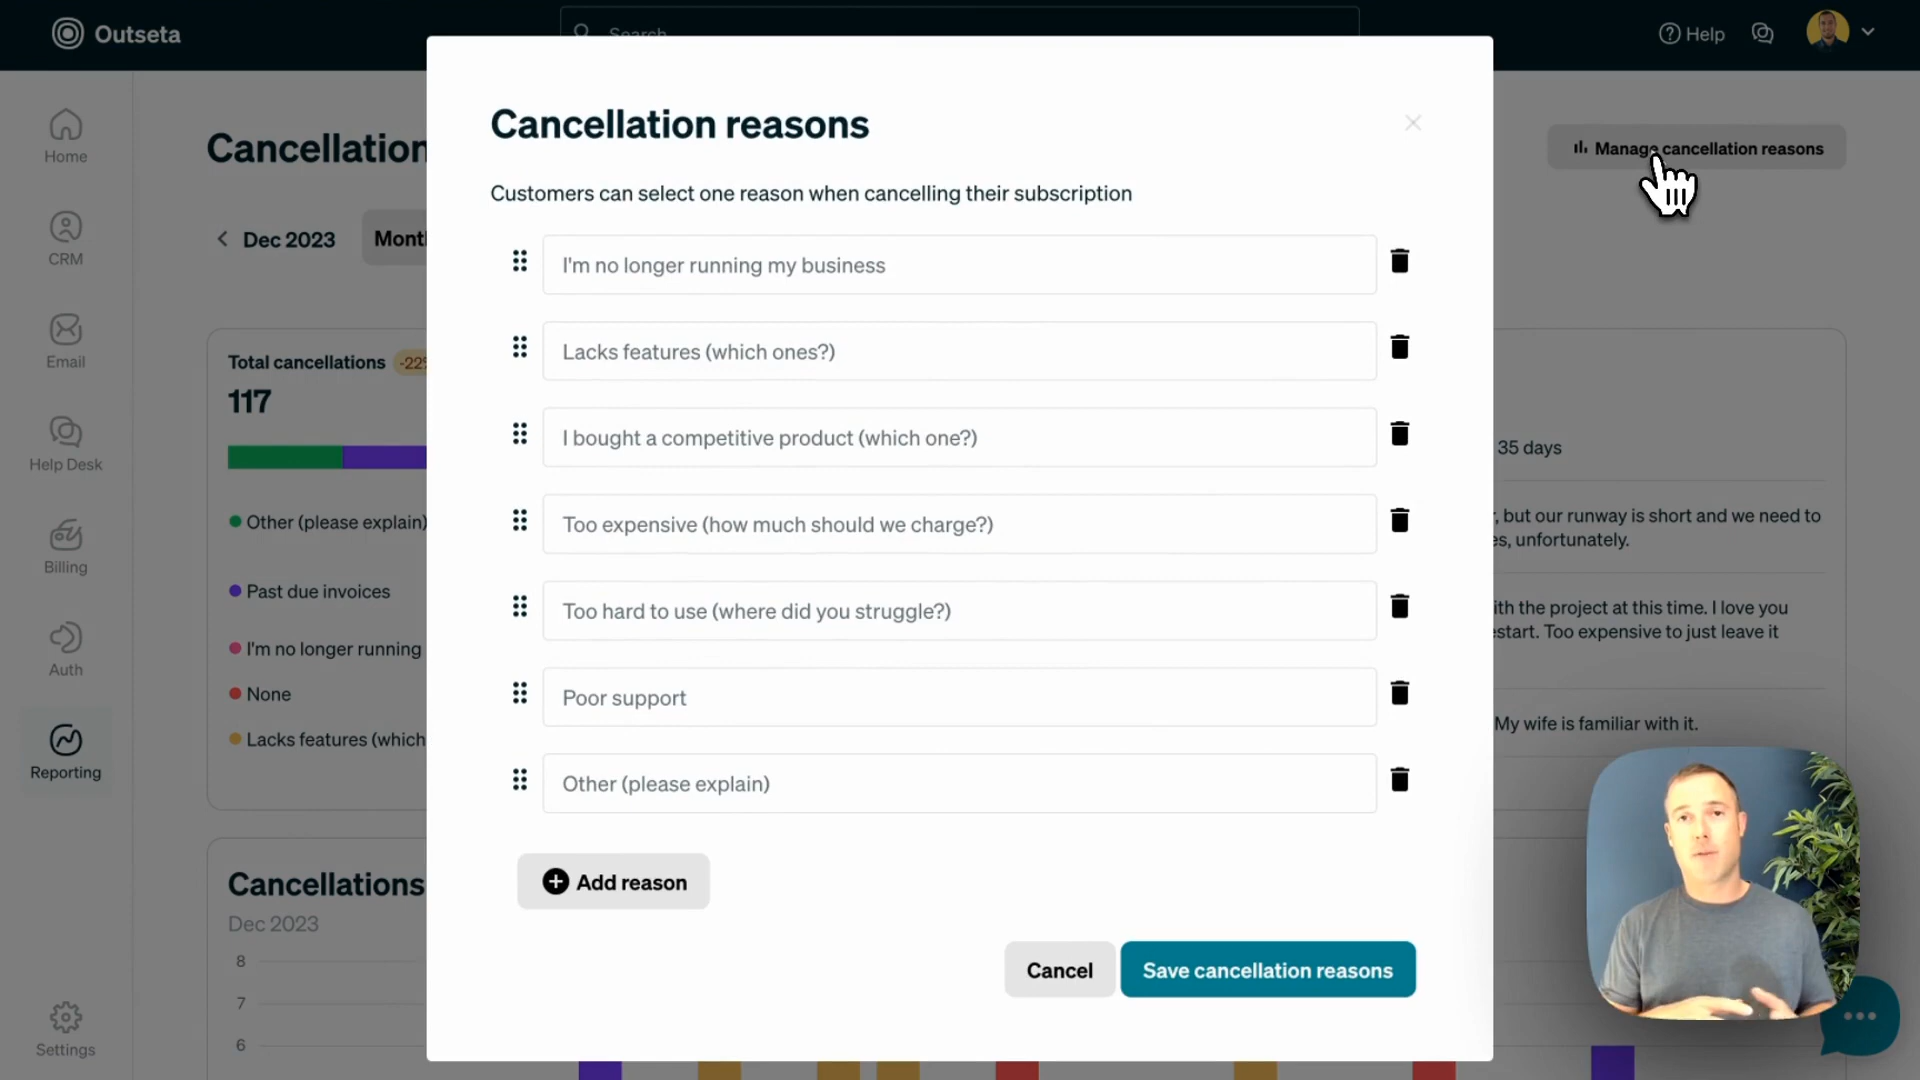 Outseta
Search
Help
Home
CRM
Email
Help Desk
Billing
Auth
Reporting
Settings
Cancellation
Manage cancellation reasons
Dec 2023
Month
Total cancellations -22%
117
Other (please explain)
Past due invoices
I'm no longer running
None
Lacks features (which
Cancellations
Dec 2023
8
7
6
Cancellation reasons
Customers can select one reason when cancelling their subscription
I'm no longer running my business
Lacks features (which ones?)
I bought a competitive product (which one?)
Too expensive (how much should we charge?)
Too hard to use (where did you struggle?)
Poor support
Other (please explain)
Add reason
Cancel
Save cancellation reasons
35 days
, but our runway is short and we need to
es, unfortunately.
ith the project at this time. I love you
estart. Too expensive to just leave it
My wife is familiar with it.